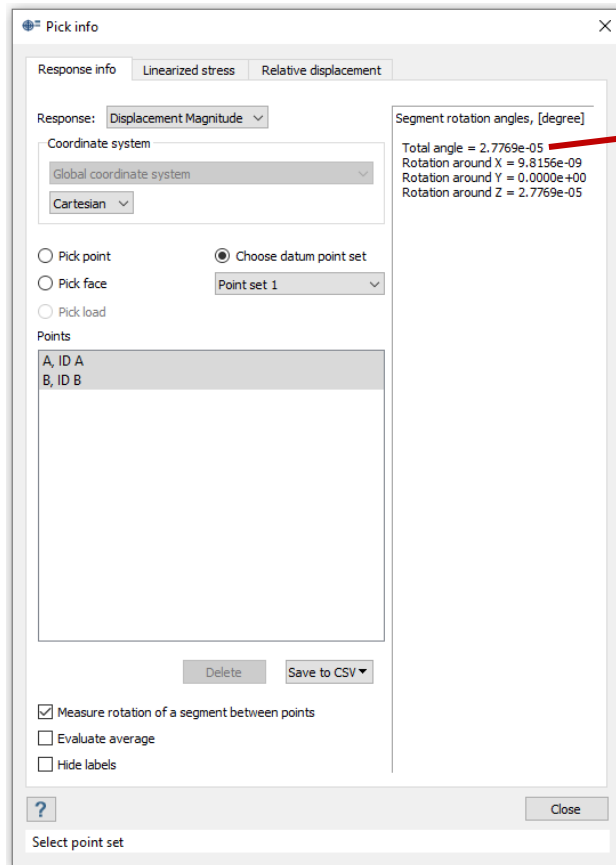 Pick info
Response info Linearized stress Relative displacement
Response: Displacement Magnitude
Coordinate system
Global coordinate system
Cartesian
Pick point
Choose datum point set
Pick face
Point set 1
Pick load
Points
A, ID A
B, ID B
Delete Save to CSV
Measure rotation of a segment between points
Evaluate average
Hide labels
Segment rotation angles, [degree]
Total angle = 2.7769e-05
Rotation around X = 9.8156e-09
Rotation around Y = 0.0000e+00
Rotation around Z = 2.7769e-05
?
Close
Select point set